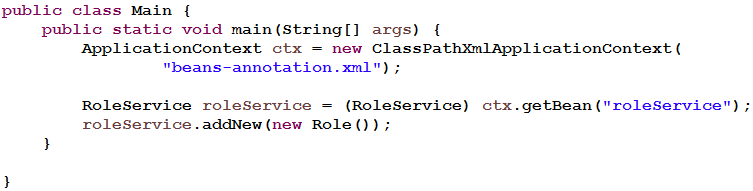 public class Main {
    public static void main(String[] args) {
        ApplicationContext ctx = new ClassPathXmlApplicationContext(
                "beans-annotation.xml");

        RoleService roleService = (RoleService) ctx.getBean("roleService");
        roleService.addNew(new Role());
    }

}